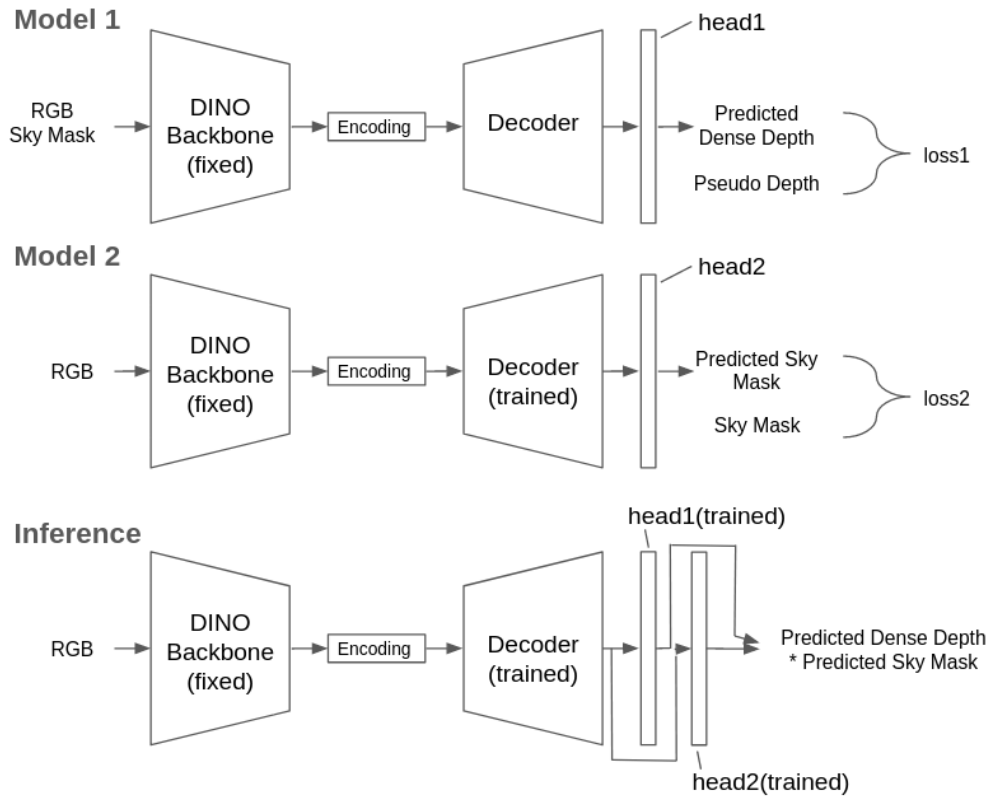 Model 1
head1
RGB
Sky Mask
DINO
Backbone
(fixed)
Encoding
Decoder
Predicted
Dense Depth
Pseudo Depth
loss1
Model 2
head2
RGB
DINO
Backbone
(fixed)
Encoding
Decoder
(trained)
Predicted Sky
Mask
Sky Mask
loss2
Inference
head1(trained)
RGB
DINO
Backbone
(fixed)
Encoding
Decoder
(trained)
Predicted Dense Depth
* Predicted Sky Mask
head2(trained)